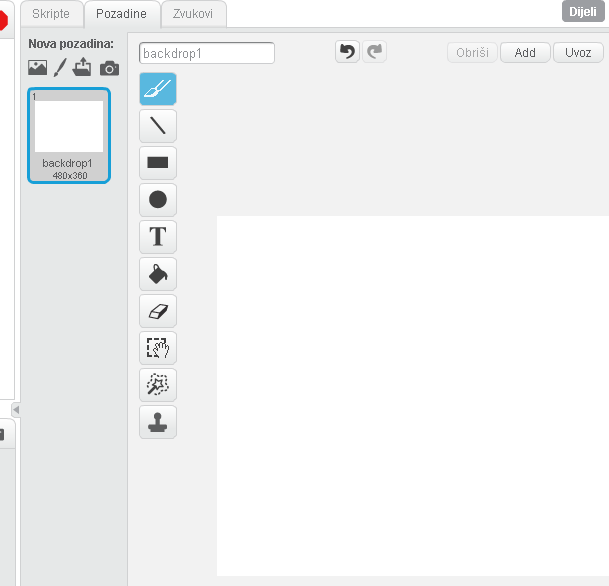 Skripte Pozadine Zvukovi Dijeli
Nova pozadina:
backdrop1 Obriši Add Uvoz
1
backdrop1
480x360
T